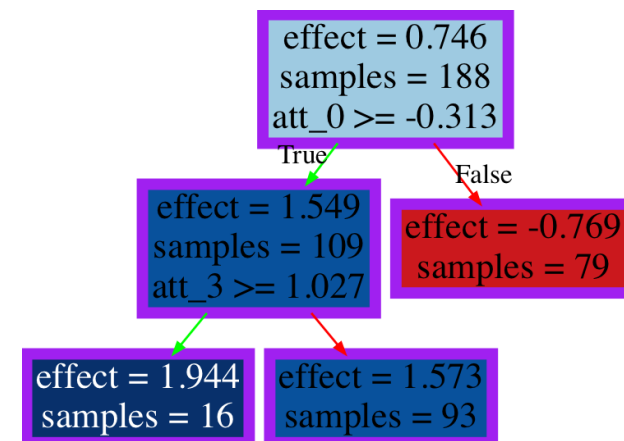 effect = 0.746
samples = 188
att_0 >= -0.313
True
False
effect = 1.549
samples = 109
att_3 >= 1.027
effect = -0.769
samples = 79
effect = 1.944
samples = 16
effect = 1.573
samples = 93